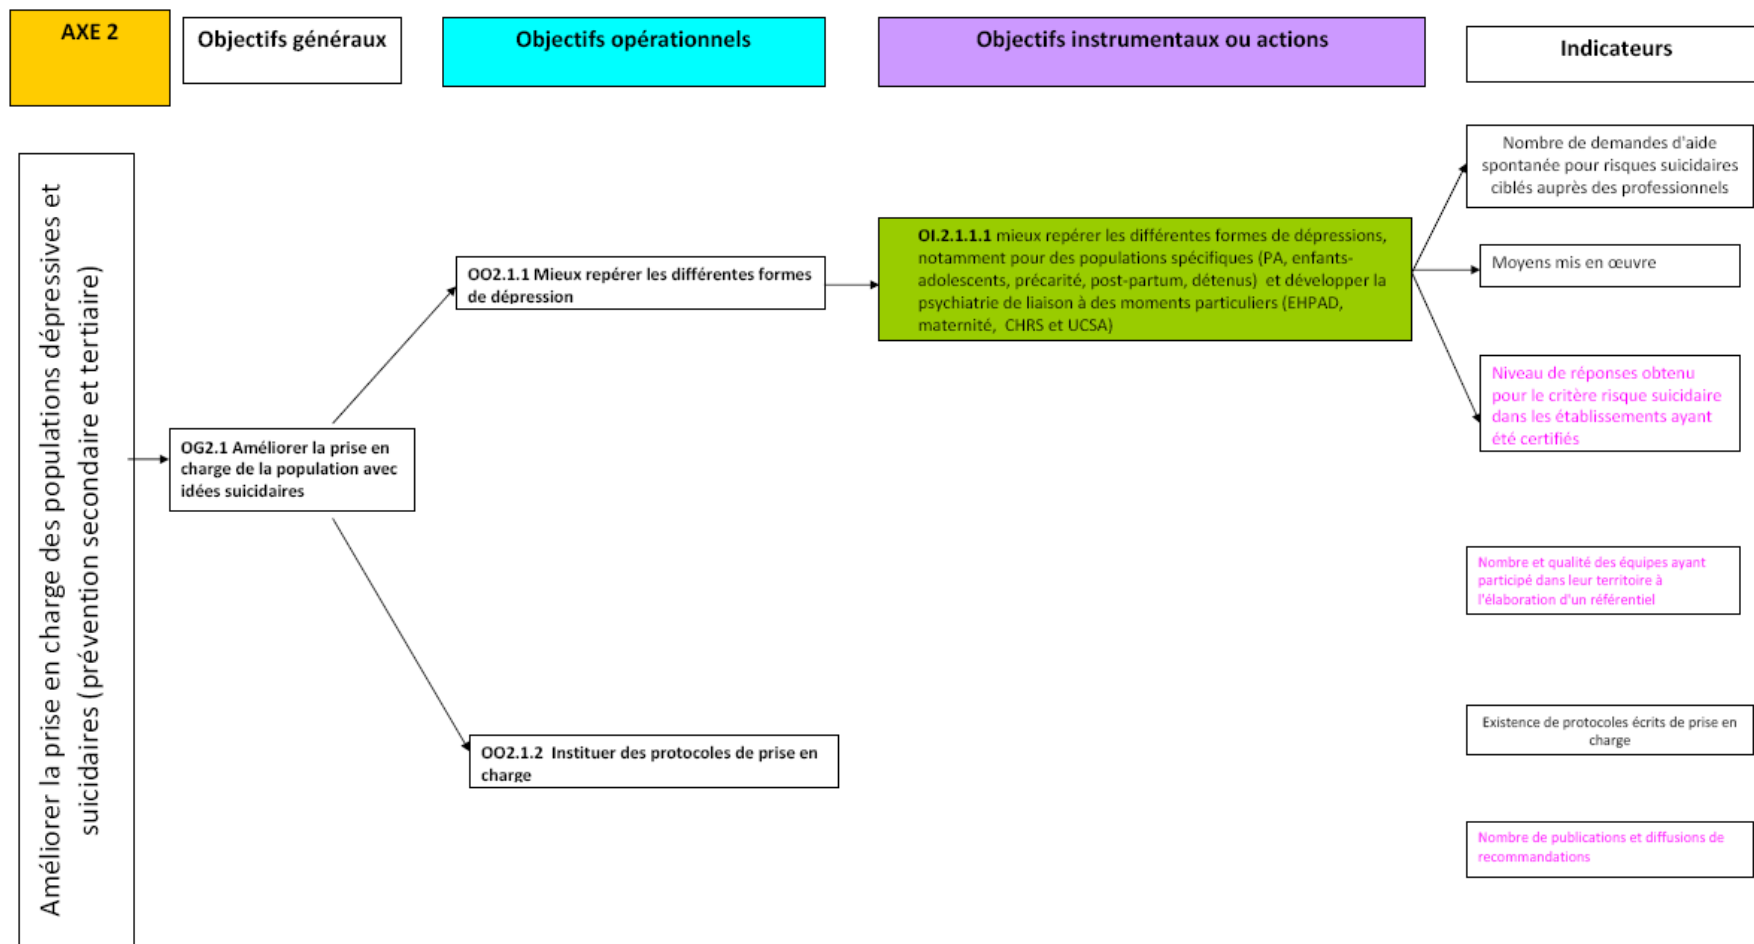 AXE 2
Objectifs généraux
Objectifs opérationnels
Objectifs instrumentaux ou actions
Indicateurs
Améliorer la prise en charge des populations dépressives et
suicidaires (prévention secondaire et tertiaire)
OG2.1 Améliorer la prise en
charge de la population avec
idées suicidaires
OO2.1.1 Mieux repérer les différentes formes
de dépression
OI.2.1.1.1 mieux repérer les différentes formes de dépressions,
notamment pour des populations spécifiques (PA, enfants-
adolescents, précarité, post-partum, détenus) et développer la
psychiatrie de liaison à des moments particuliers (EHPAD,
maternité, CHRS et UCSA)
Nombre de demandes d'aide
spontanée pour risques suicidaires
ciblés auprès des professionnels
Moyens mis en œuvre
Niveau de réponses obtenu
pour le critère risque suicidaire
dans les établissements ayant
été certifiés
Nombre et qualité des équipes ayant
participé dans leur territoire à
l'élaboration d'un référentiel
OO2.1.2 Instituer des protocoles de prise en
charge
Existence de protocoles écrits de prise en
charge
Nombre de publications et diffusions de
recommandations